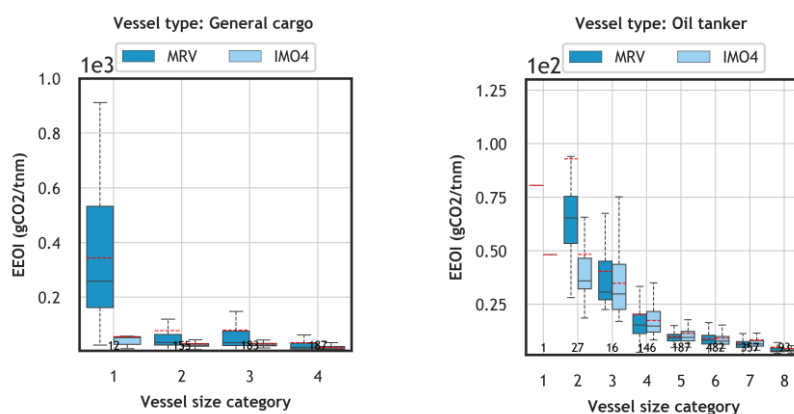 Vessel type: General cargo
MRV IMO4
1e3
1.0
0.8
0.6
0.4
0.2
EEOI (gCO2/tnm)
12 155 183 187
1 2 3 4
Vessel size category
Vessel type: Oil tanker
MRV IMO4
1e2
1.25
1.00
0.75
0.50
0.25
EEOI (gCO2/tnm)
1 27 16 146 187 482 357 93
1 2 3 4 5 6 7 8
Vessel size category